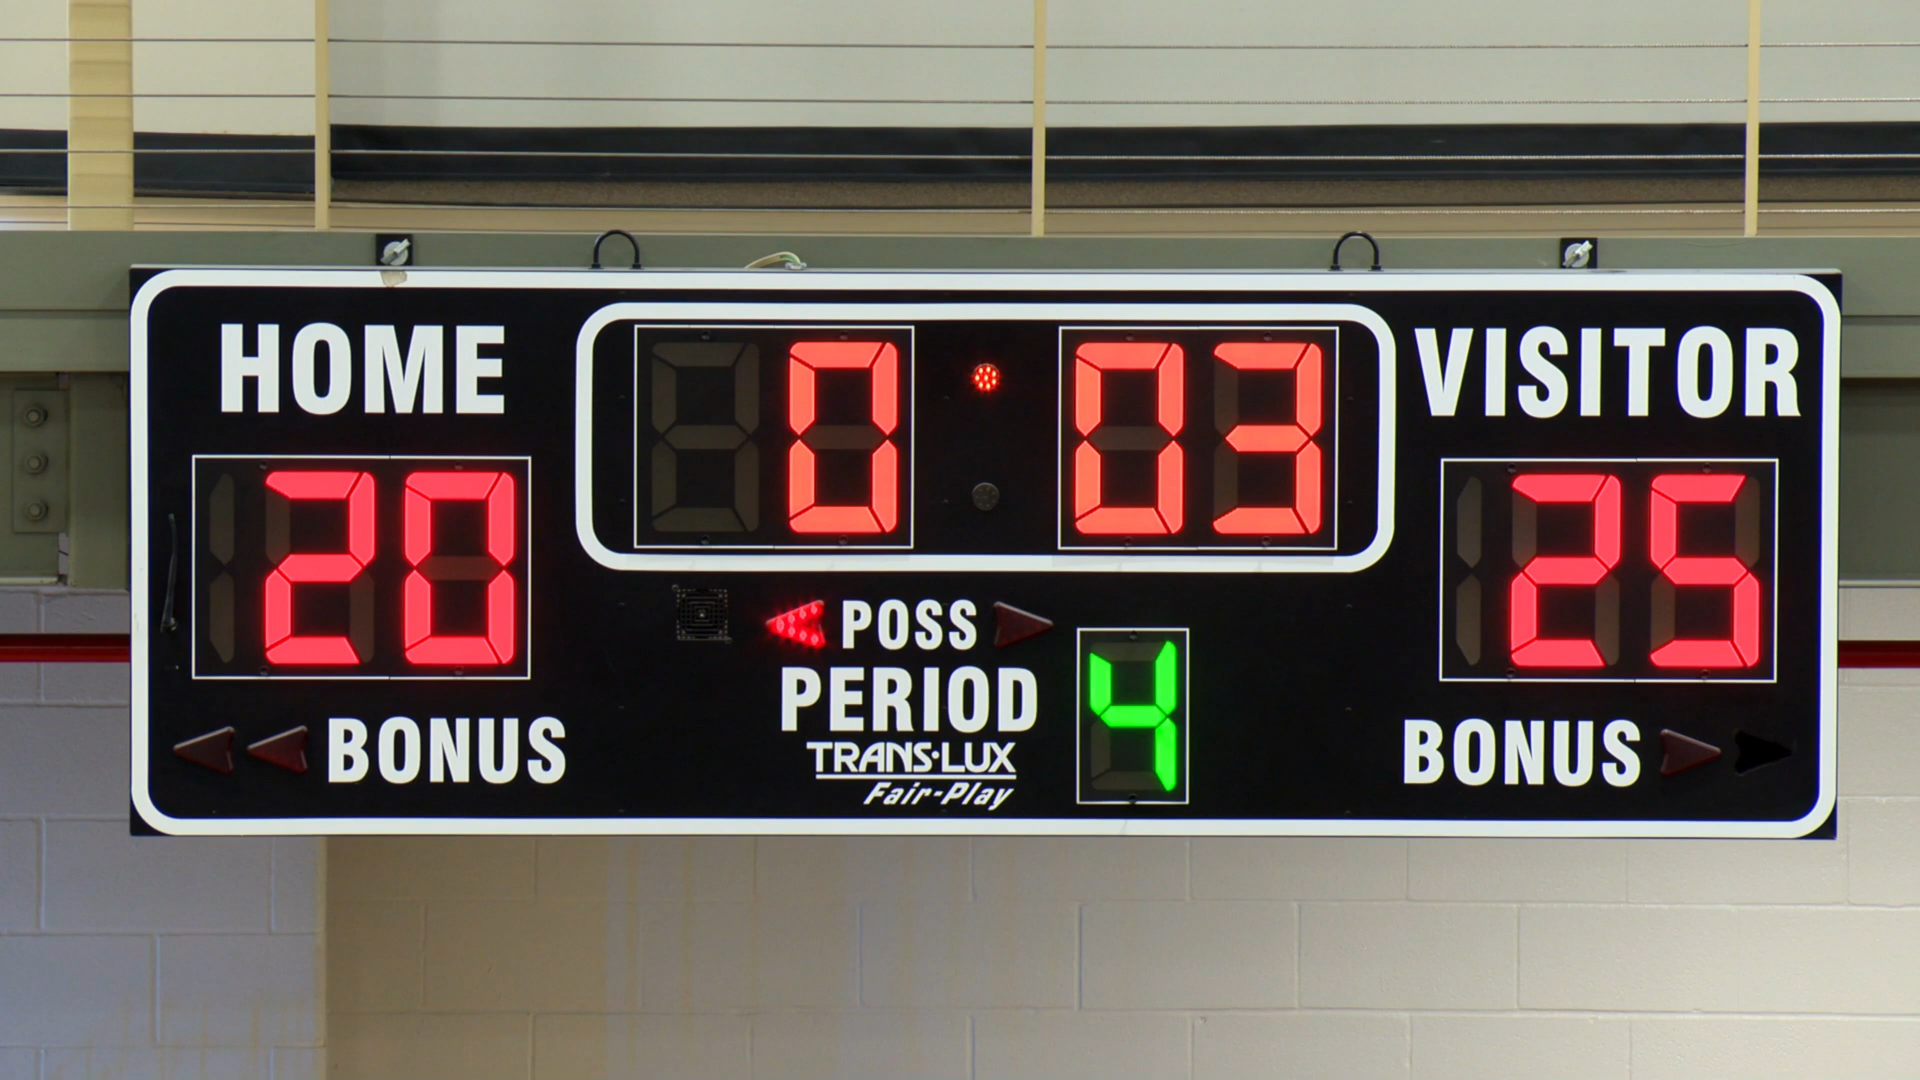 HOME
0:03
VISITOR
20
25
POSS
PERIOD
4
BONUS
TRANS·LUX
Fair-Play
BONUS